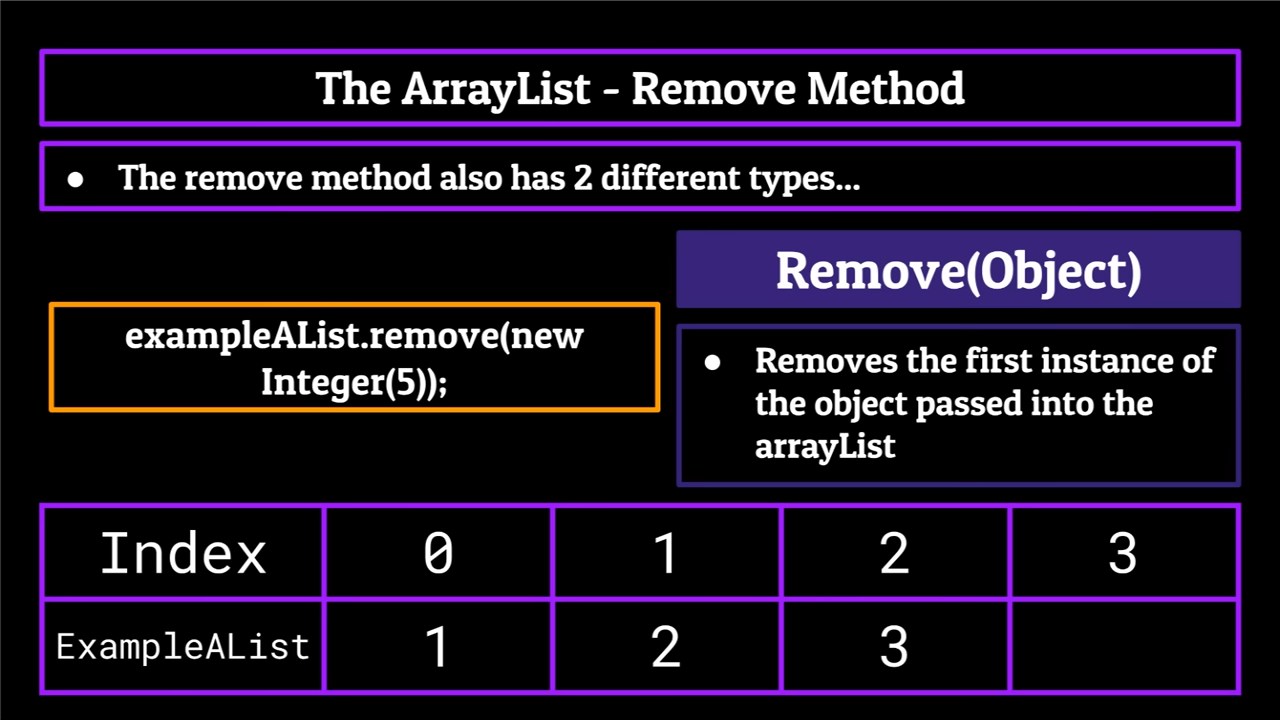 The ArrayList - Remove Method
● The remove method also has 2 different types...
Remove(Object)
exampleAList.remove(new
Integer(5));
● Removes the first instance of
the object passed into the
arrayList
Index 0 1 2 3
ExampleAList 1 2 3